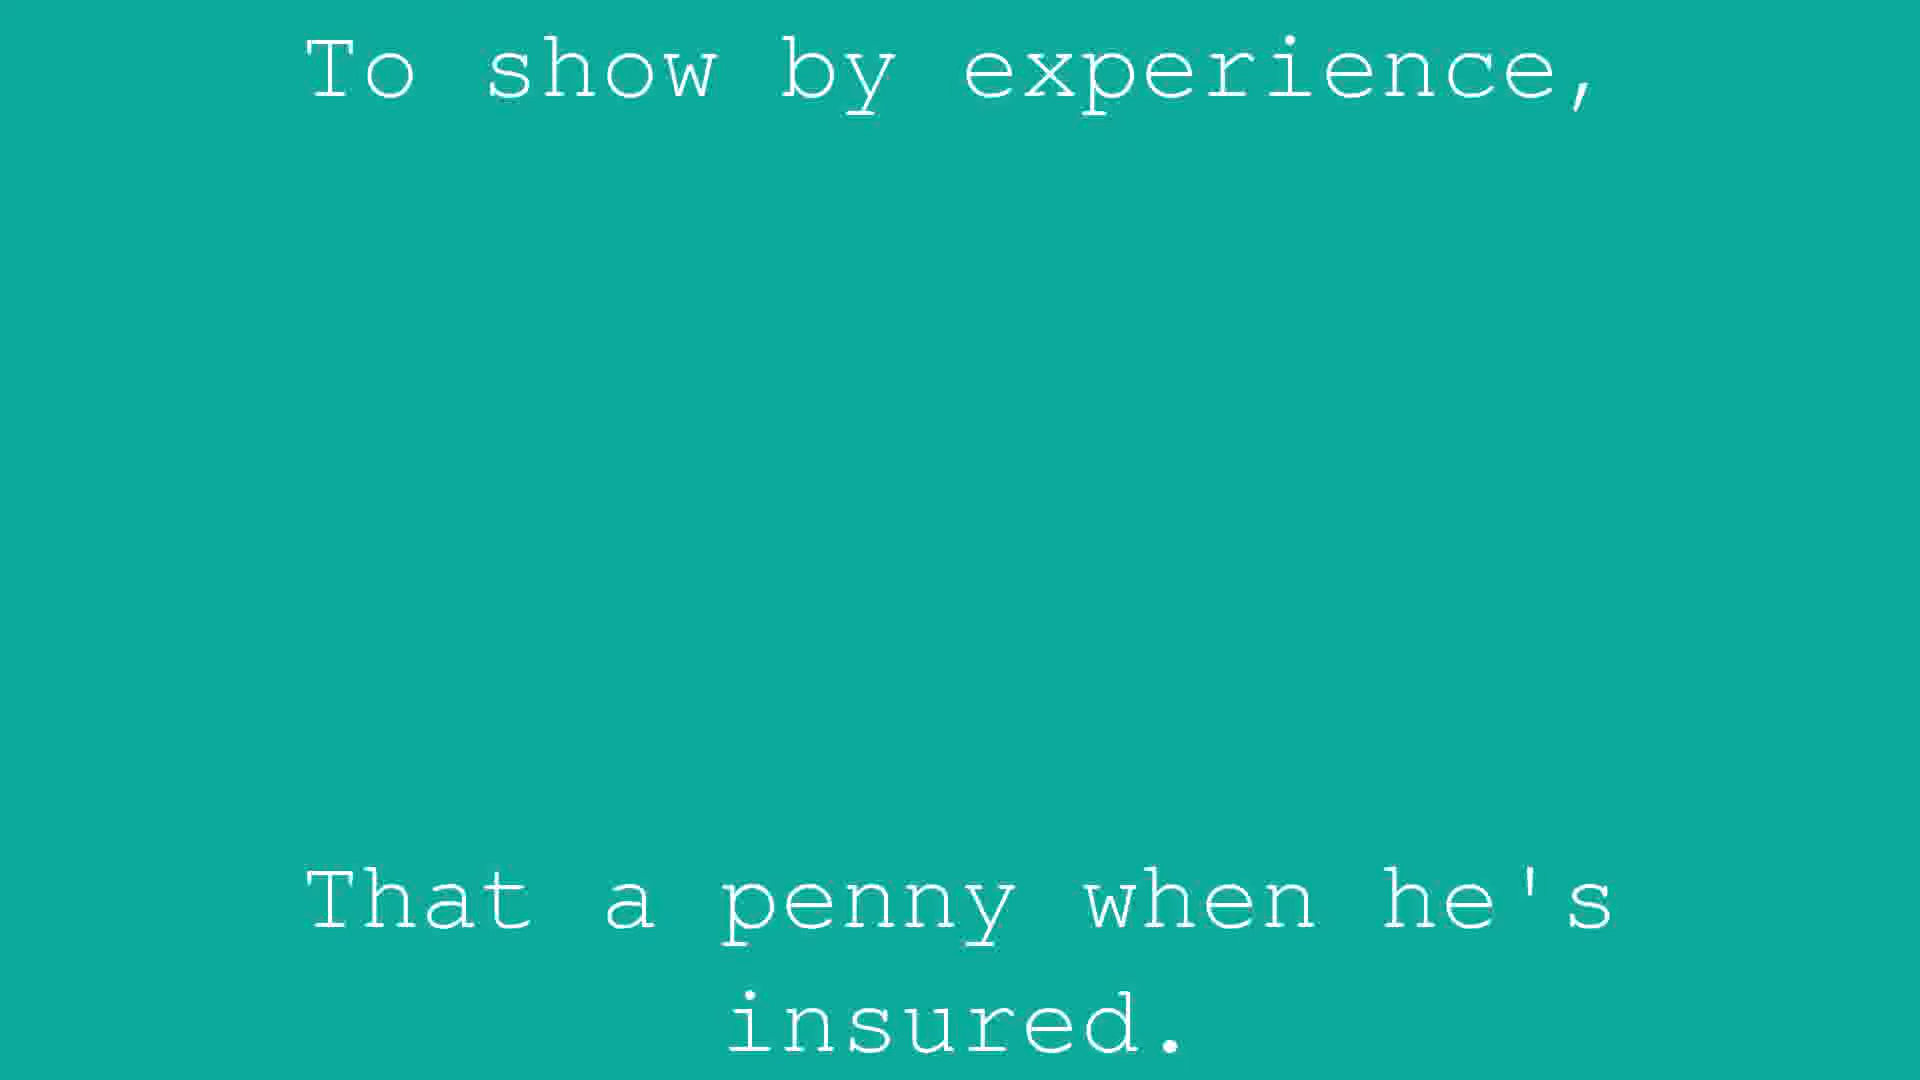 To show by experience,
That a penny when he's
insured.